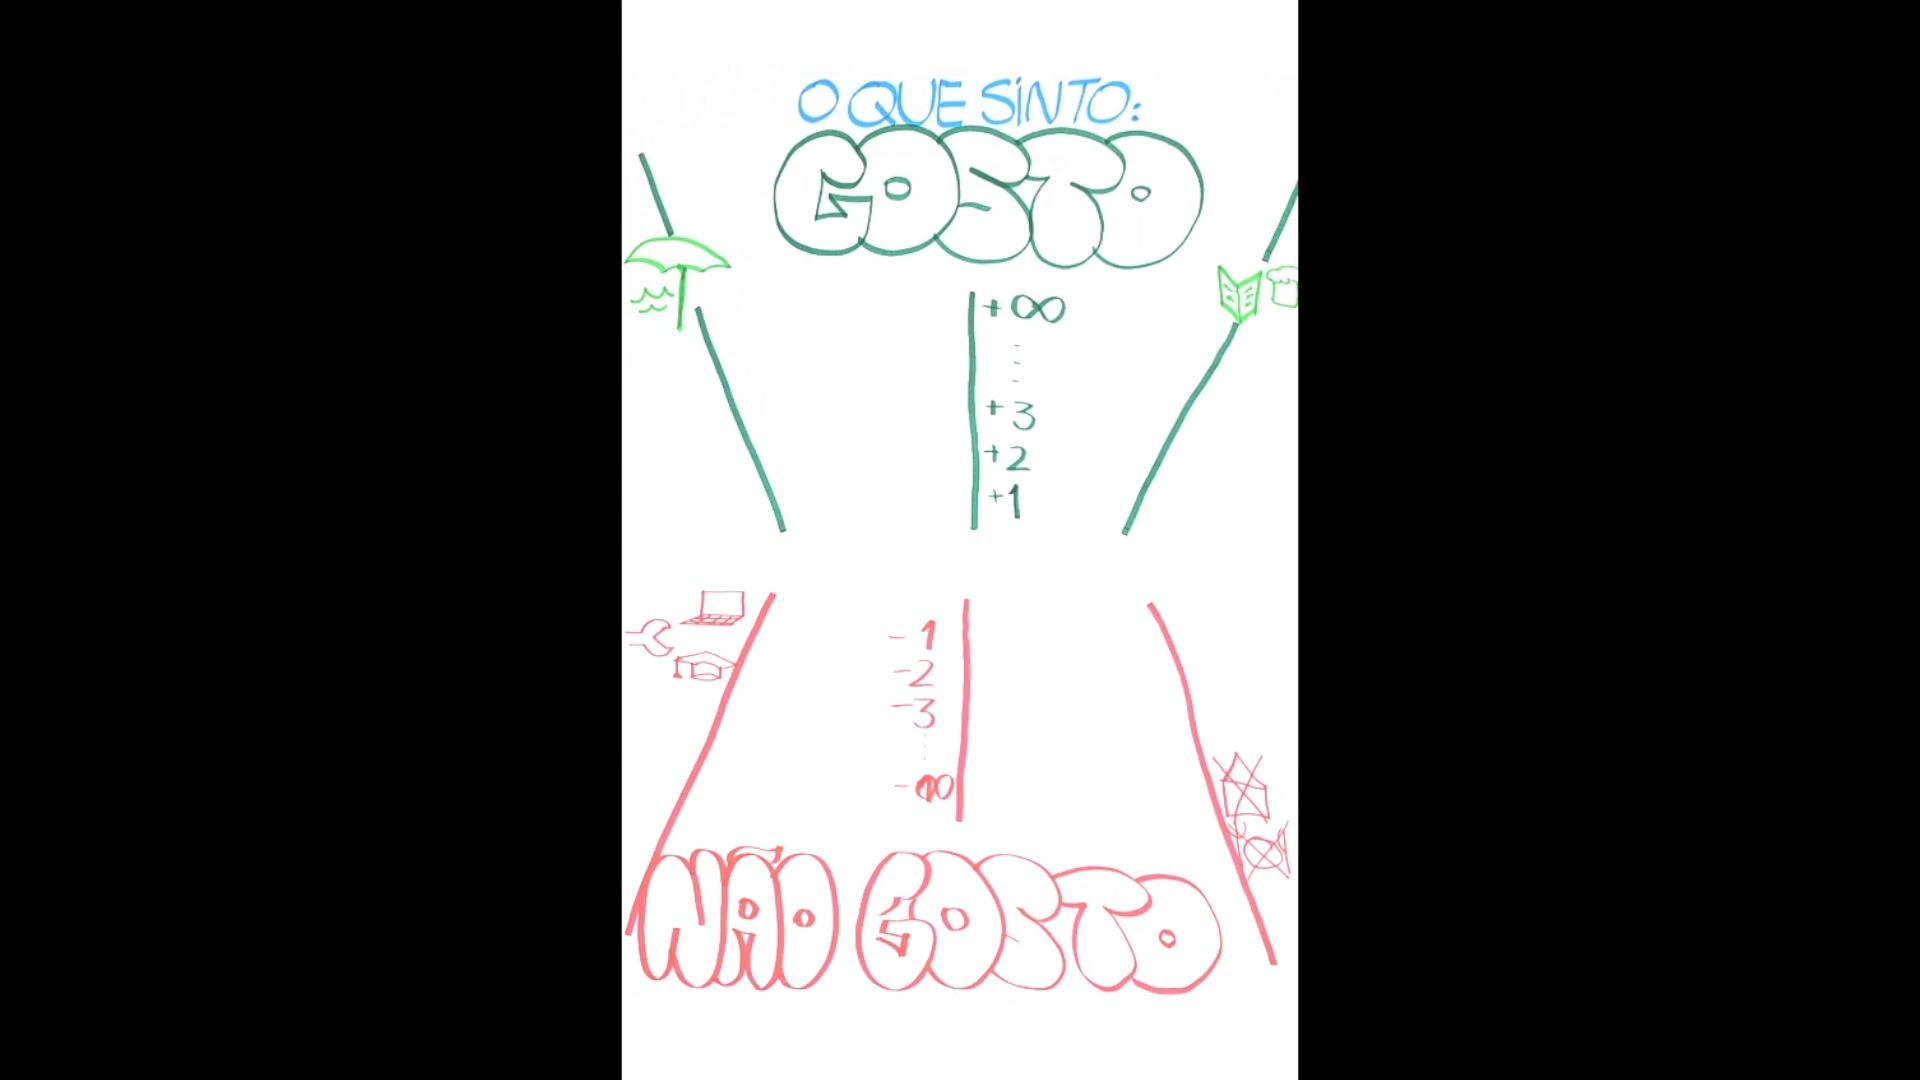 O QUE SINTO:
GOSTO
+ ∞
+ 3
+ 2
+ 1
- 1
- 2
- 3
- ∞
NÃO GOSTO